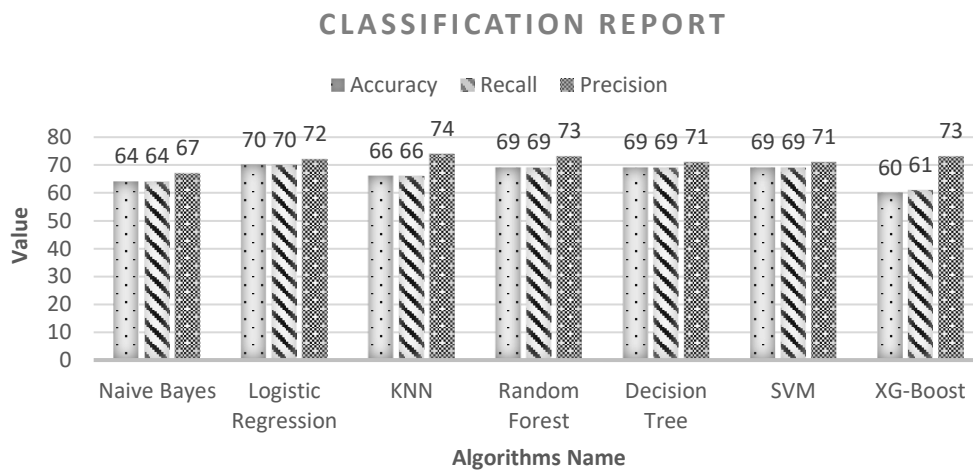 CLASSIFICATION REPORT
Accuracy Recall Precision
80
70
60
50
40
30
20
10
0
Value
64 64 67
70 70 72
66 66 74
69 69 73
69 69 71
69 69 71
60 61 73
Naive Bayes
Logistic
Regression
KNN
Random
Forest
Decision
Tree
SVM
XG-Boost
Algorithms Name